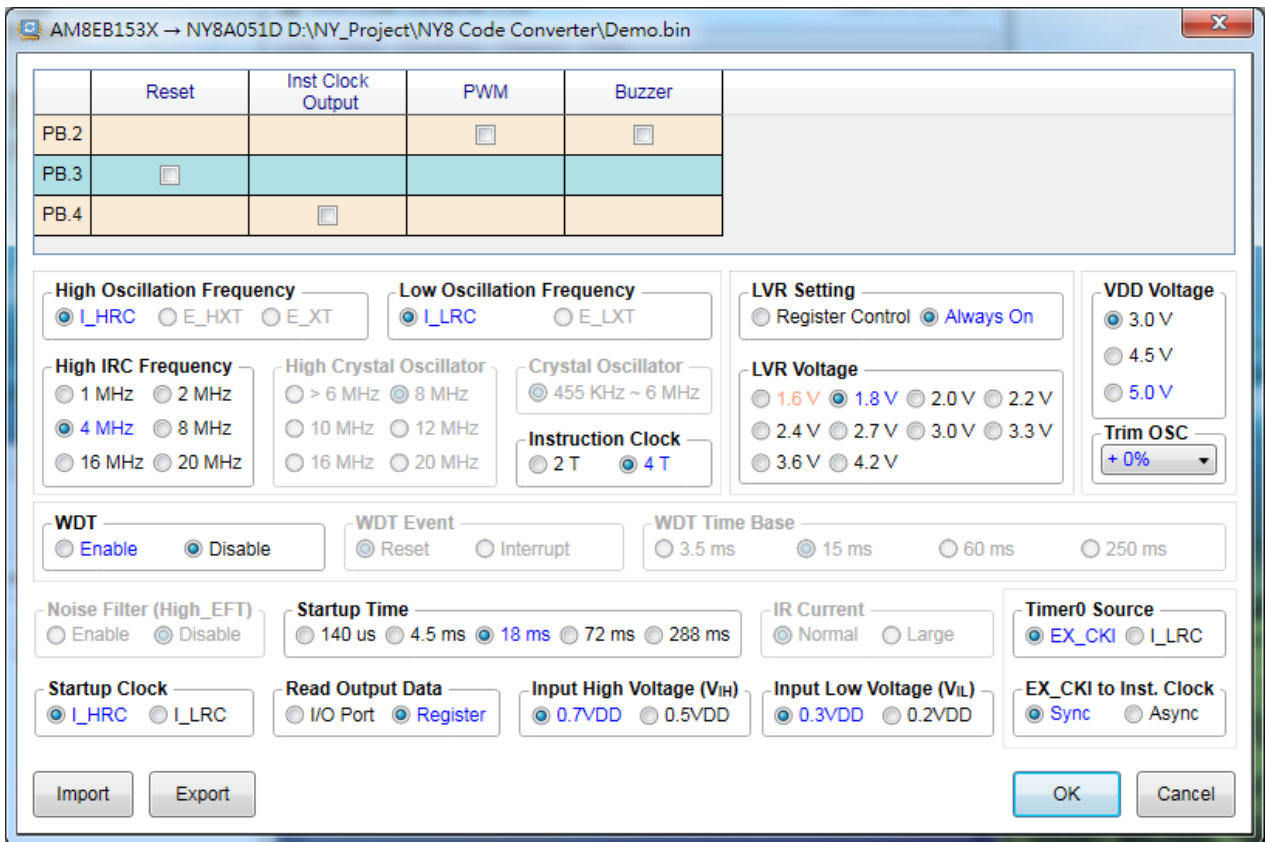 AM8EB153X → NY8A051D D:\NY_Project\NY8 Code Converter\Demo.bin
Reset Inst Clock Output PWM Buzzer
PB.2
PB.3
PB.4
High Oscillation Frequency
I_HRC E_HXT E_XT
Low Oscillation Frequency
I_LRC E_LXT
LVR Setting
Register Control Always On
VDD Voltage
3.0 V
4.5 V
5.0 V
High IRC Frequency
1 MHz 2 MHz
4 MHz 8 MHz
16 MHz 20 MHz
High Crystal Oscillator
> 6 MHz 8 MHz
10 MHz 12 MHz
16 MHz 20 MHz
Crystal Oscillator
455 KHz ~ 6 MHz
Instruction Clock
2 T 4 T
LVR Voltage
1.6 V 1.8 V 2.0 V 2.2 V
2.4 V 2.7 V 3.0 V 3.3 V
3.6 V 4.2 V
Trim OSC
+ 0%
WDT
Enable Disable
WDT Event
Reset Interrupt
WDT Time Base
3.5 ms 15 ms 60 ms 250 ms
Noise Filter (High_EFT)
Enable Disable
Startup Time
140 us 4.5 ms 18 ms 72 ms 288 ms
IR Current
Normal Large
Timer0 Source
EX_CKI I_LRC
Startup Clock
I_HRC I_LRC
Read Output Data
I/O Port Register
Input High Voltage (VIH)
0.7VDD 0.5VDD
Input Low Voltage (VIL)
0.3VDD 0.2VDD
EX_CKI to Inst. Clock
Sync Async
Import Export OK Cancel